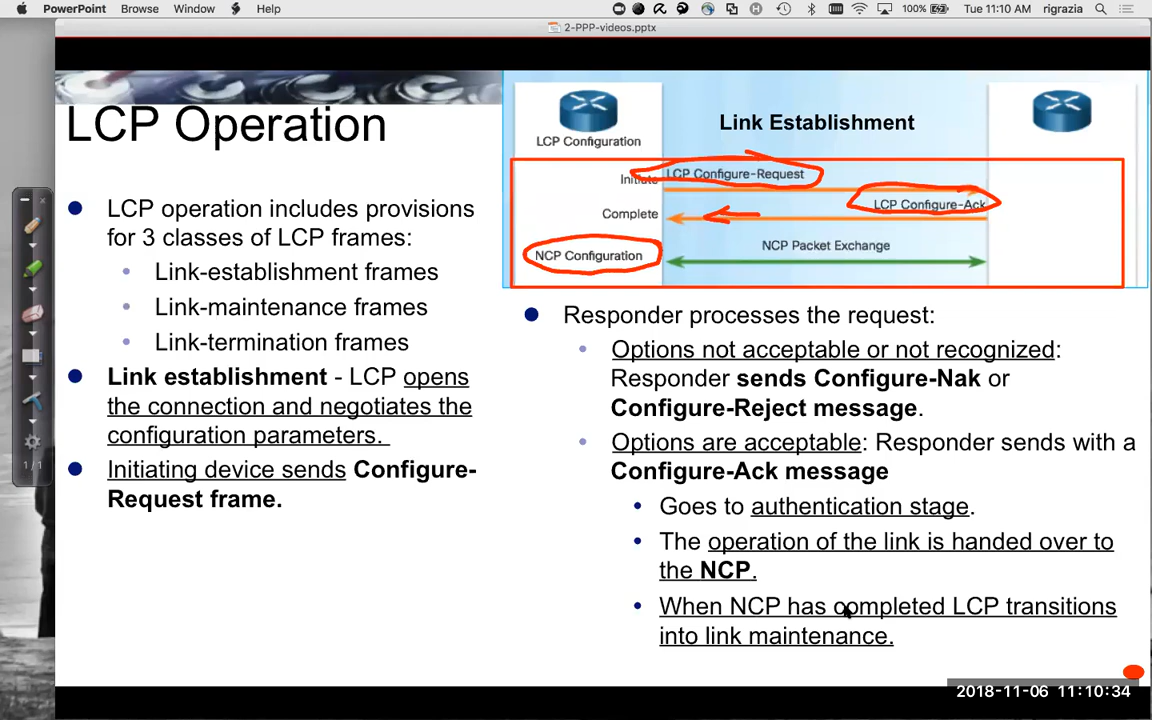 PowerPoint Browse Window Help
100% Tue 11:10 AM rigrazia
2-PPP-videos.pptx
LCP Operation
LCP operation includes provisions
for 3 classes of LCP frames:
Link-establishment frames
Link-maintenance frames
Link-termination frames
Link establishment - LCP opens
the connection and negotiates the
configuration parameters.
Initiating device sends Configure-
Request frame.
LCP Configuration
Link Establishment
Initiate
LCP Configure-Request
LCP Configure-Ack
Complete
NCP Configuration
NCP Packet Exchange
Responder processes the request:
Options not acceptable or not recognized:
Responder sends Configure-Nak or
Configure-Reject message.
Options are acceptable: Responder sends with a
Configure-Ack message
Goes to authentication stage.
The operation of the link is handed over to
the NCP.
When NCP has completed LCP transitions
into link maintenance.
1/1
2018-11-06 11:10:34